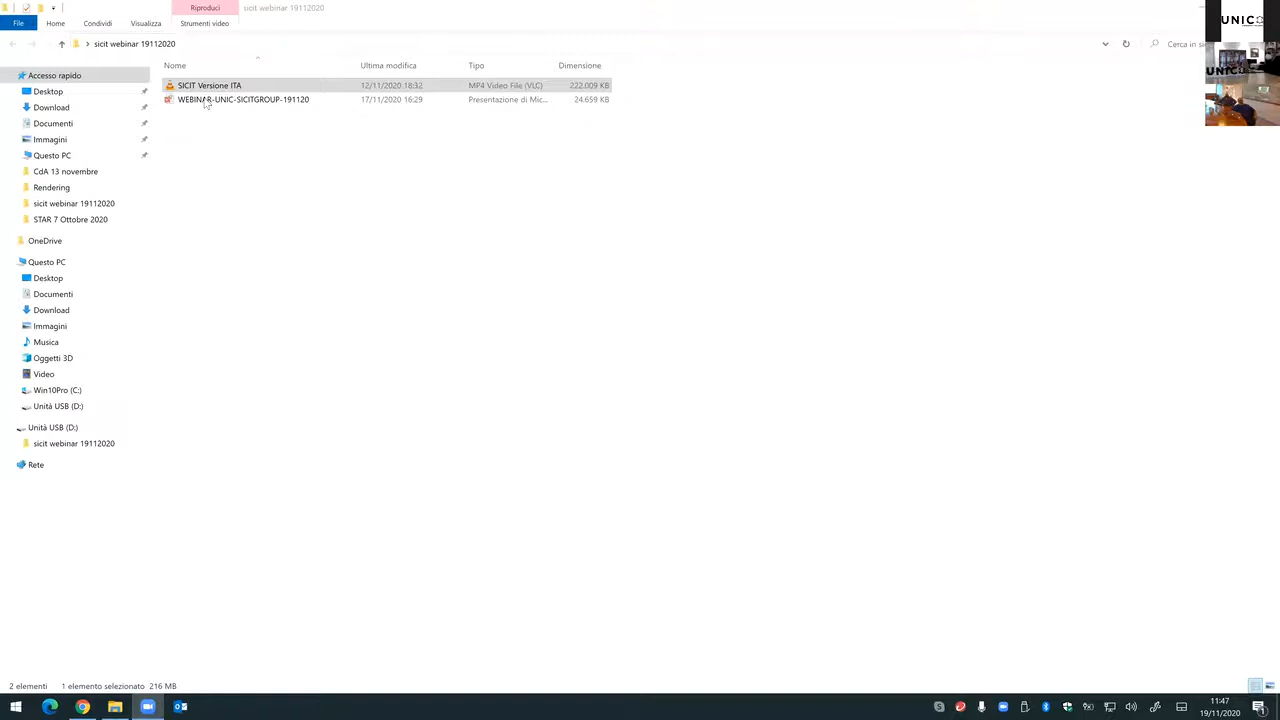 Riproduci
sicit webinar 19112020
File Home Condividi Visualizza Strumenti video
sicit webinar 19112020
Cerca in si
UNIC
Nome Ultima modifica Tipo Dimensione
SICIT Versione ITA 12/11/2020 18:32 MP4 Video File (VLC) 222.009 KB
WEBINAR-UNIC-SICITGROUP-191120 17/11/2020 16:29 Presentazione di Mic... 24.659 KB
Accesso rapido
Desktop
Download
Documenti
Immagini
Questo PC
CdA 13 novembre
Rendering
sicit webinar 19112020
STAR 7 Ottobre 2020
OneDrive
Questo PC
Desktop
Documenti
Download
Immagini
Musica
Oggetti 3D
Video
Win10Pro (C:)
Unità USB (D:)
Unità USB (D:)
sicit webinar 19112020
Rete
UNIC
2 elementi 1 elemento selezionato 216 MB
11:47
19/11/2020